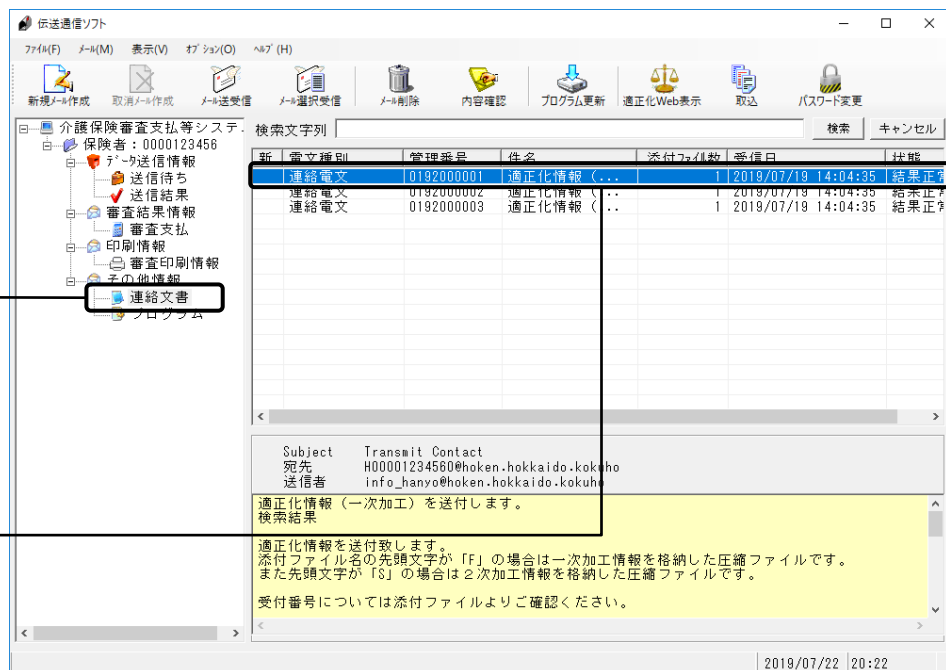 伝送通信ソフト
ファイル(F) メール(M) 表示(V) オプション(O) ヘルプ(H)
新規メール作成 取消メール作成 メール送受信 メール選択受信 メール削除 内容確認 プログラム更新 適正化Web表示 取込 パスワード変更
介護保険審査支払等システ.
保険者：0000123456
データ送信情報
送信待ち
送信結果
審査結果情報
審査支払
印刷情報
審査印刷情報
その他情報
連絡文書
プログラム
検索文字列 検索 キャンセル
新 電文種別 管理番号 件名 添付ファイル数 受信日 状態
連絡電文 0192000001 適正化情報（... 1 2019/07/19 14:04:35 結果正常
連絡電文 0192000002 適正化情報（... 1 2019/07/19 14:04:35 結果正常
連絡電文 0192000003 適正化情報（... 1 2019/07/19 14:04:35 結果正常
Subject Transmit Contact
宛先 H00001234560@hoken.hokkaido.kokuho
送信者 info_hanyo@hoken.hokkaido.kokuho
適正化情報（一次加工）を送付します。
検索結果
適正化情報を送付致します。
添付ファイル名の先頭文字が「F」の場合は一次加工情報を格納した圧縮ファイルです。
また先頭文字が「S」の場合は２次加工情報を格納した圧縮ファイルです。
受付番号については添付ファイルよりご確認ください。
2019/07/22 20:22